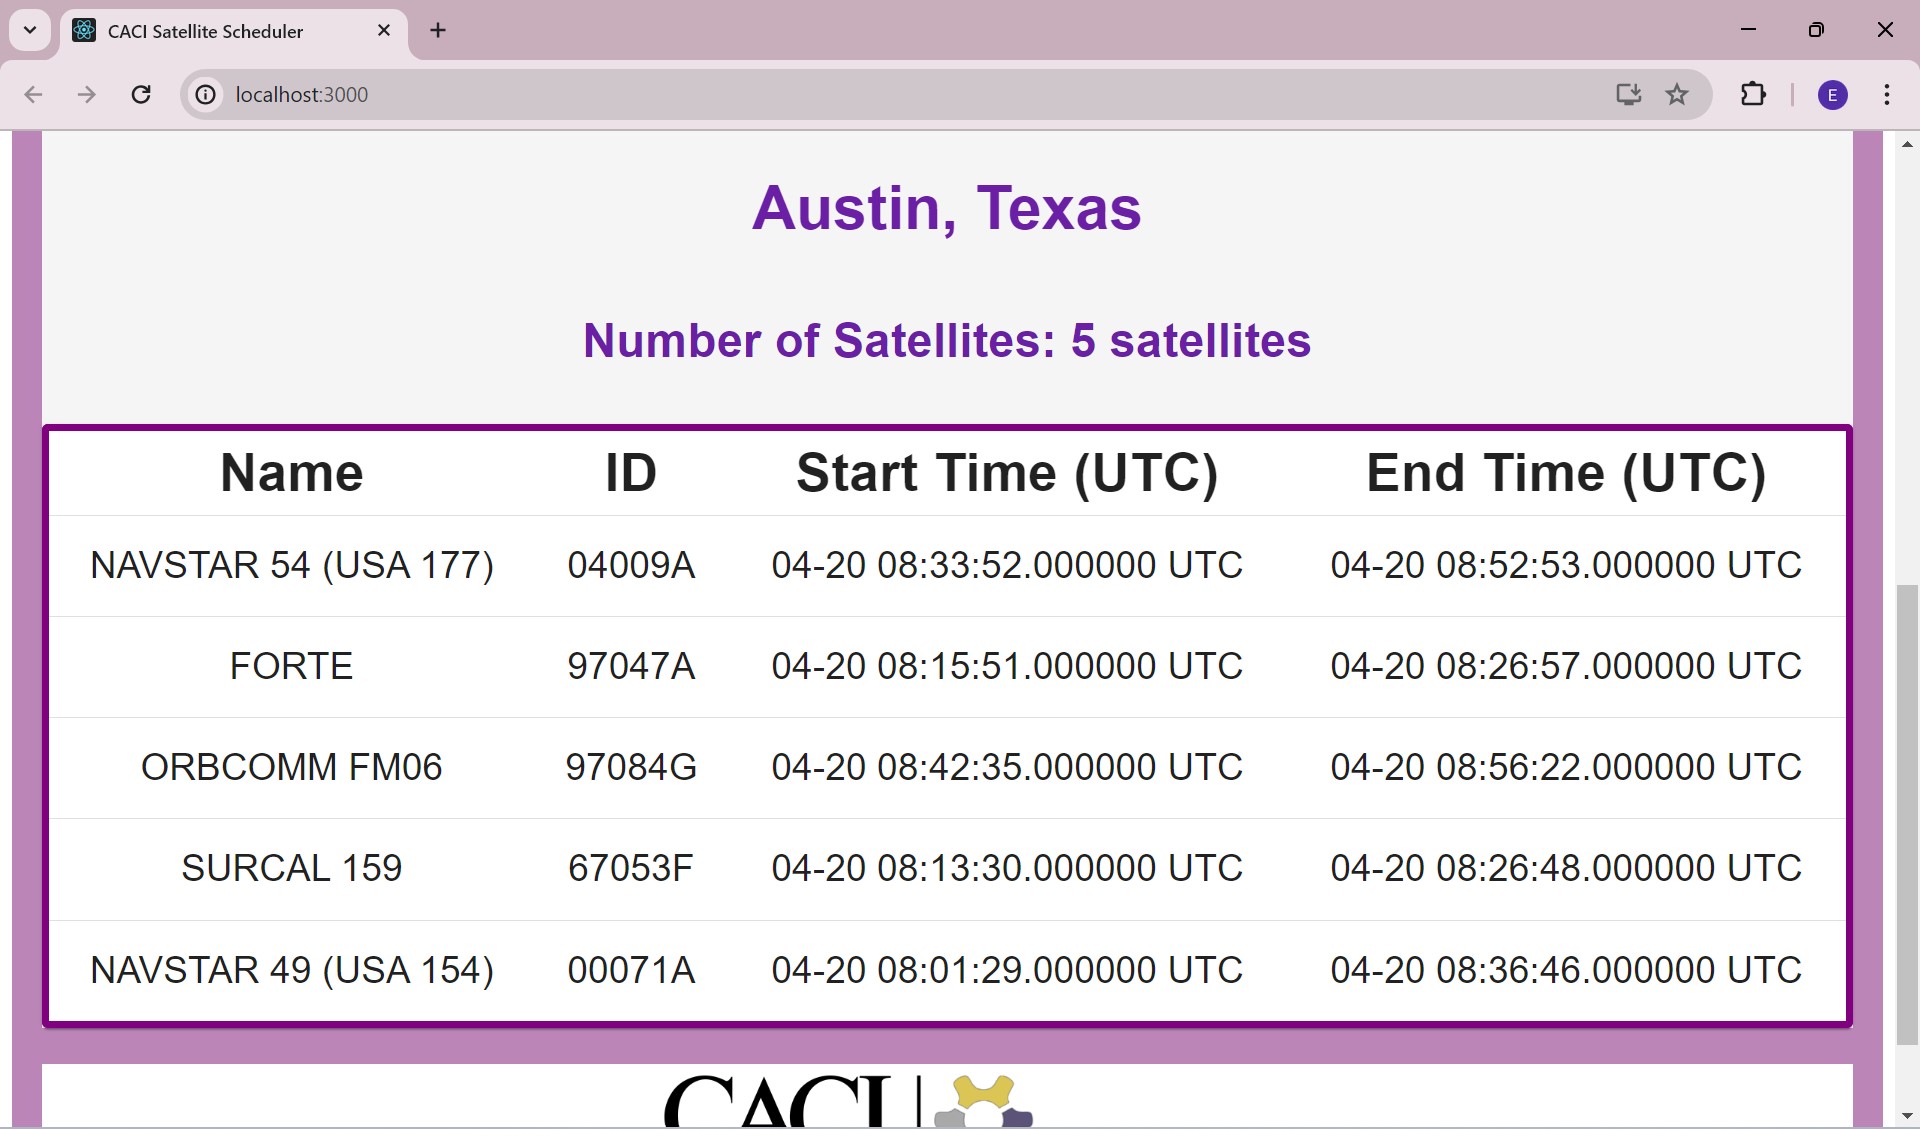 CACI Satellite Scheduler
localhost:3000
E
Austin, Texas
Number of Satellites: 5 satellites
Name ID Start Time (UTC) End Time (UTC)
NAVSTAR 54 (USA 177) 04009A 04-20 08:33:52.000000 UTC 04-20 08:52:53.000000 UTC
FORTE 97047A 04-20 08:15:51.000000 UTC 04-20 08:26:57.000000 UTC
ORBCOMM FM06 97084G 04-20 08:42:35.000000 UTC 04-20 08:56:22.000000 UTC
SURCAL 159 67053F 04-20 08:13:30.000000 UTC 04-20 08:26:48.000000 UTC
NAVSTAR 49 (USA 154) 00071A 04-20 08:01:29.000000 UTC 04-20 08:36:46.000000 UTC
CACI